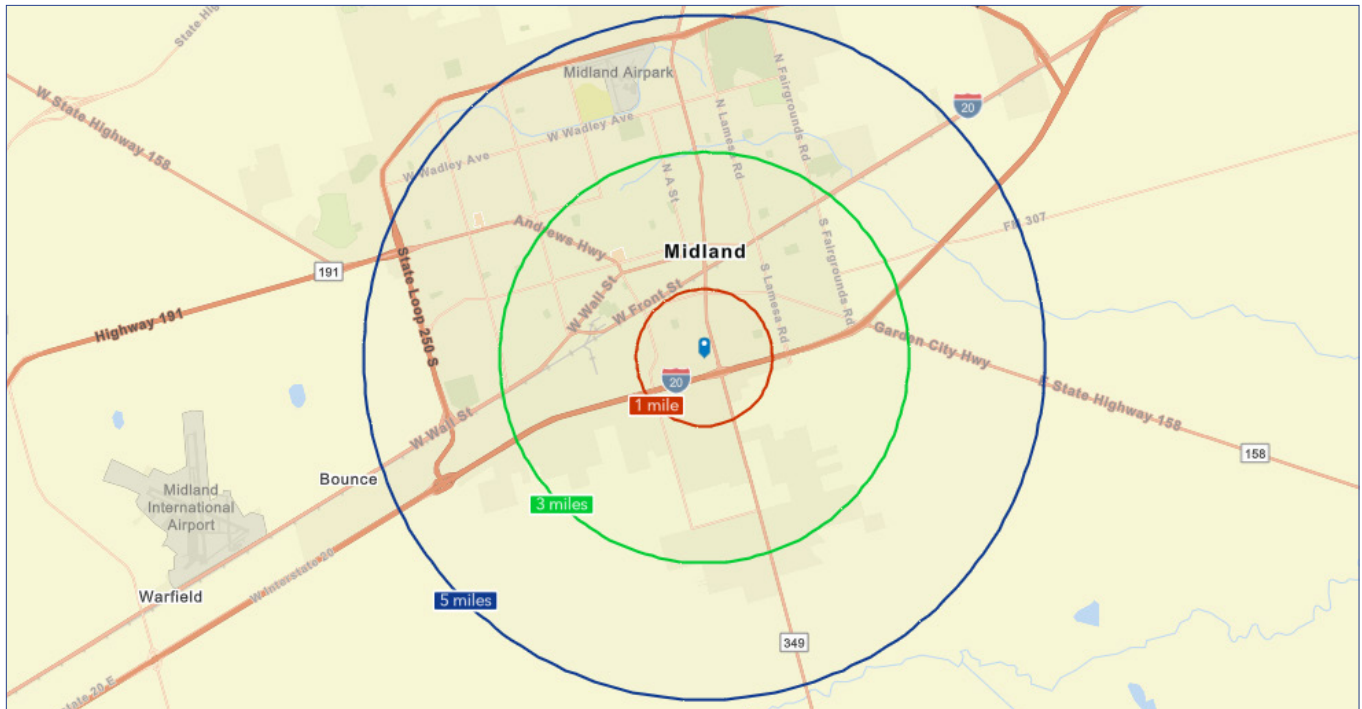 State Hig
Midland Airpark
N Fairgrounds Rd
20
W State Highway 158
N Lamesa Rd
W Wadley Ave
W Wadley Ave
N A St
Andrews Hwy
S Fairgrounds Rd
FM 307
Midland
191
State Loop 250 S
S Lamesa Rd
W Wall St
W Front St
Highway 191
Garden City Hwy
20
1 mile
E State Highway 158
W Wall St
158
Bounce
Midland
International
Airport
3 miles
W Interstate 20
Warfield
5 miles
349
State 20 E